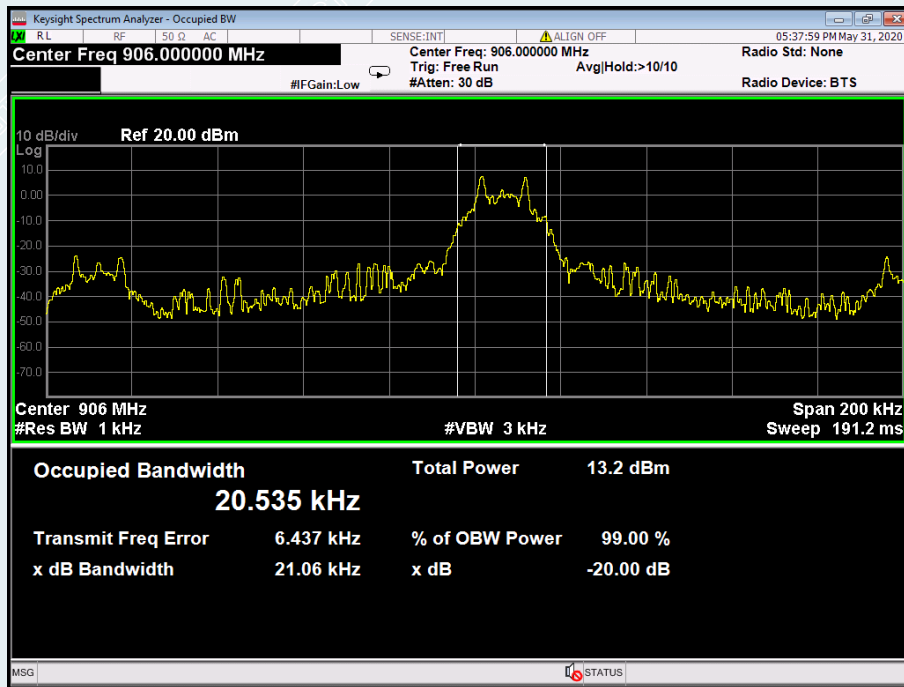 Keysight Spectrum Analyzer - Occupied BW
LXI RL RF 50 Ω AC SENSE:INT ALIGN OFF 05:37:59 PM May 31, 2020
Center Freq 906.000000 MHz Center Freq: 906.000000 MHz Radio Std: None
Trig: Free Run Avg|Hold:>10/10
#IFGain:Low #Atten: 30 dB Radio Device: BTS
10 dB/div Ref 20.00 dBm
Log
10.0
0.00
-10.0
-20.0
-30.0
-40.0
-50.0
-60.0
-70.0
Center 906 MHz Span 200 kHz
#Res BW 1 kHz #VBW 3 kHz Sweep 191.2 ms
Occupied Bandwidth Total Power 13.2 dBm
20.535 kHz
Transmit Freq Error 6.437 kHz % of OBW Power 99.00 %
x dB Bandwidth 21.06 kHz x dB -20.00 dB
MSG STATUS